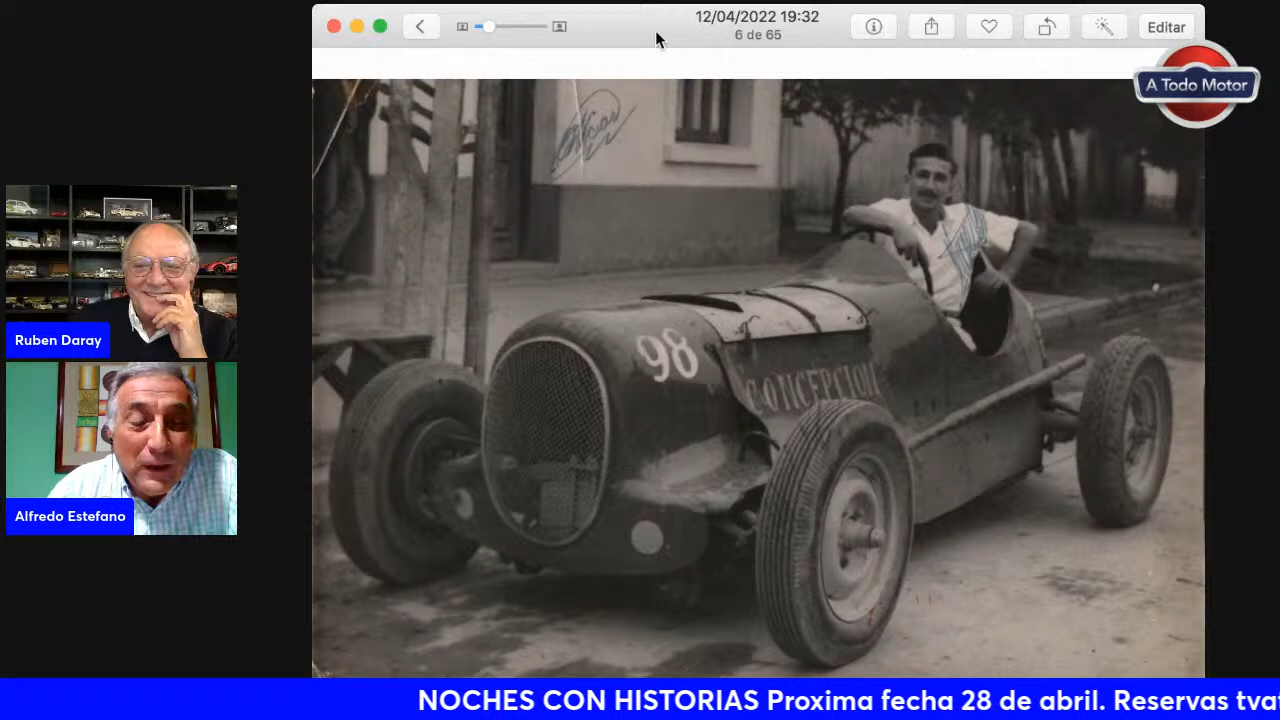 12/04/2022 19:32
6 de 65
Editar
A Todo Motor
98
CONCEPCION
Ruben Daray
Alfredo Estefano
NOCHES CON HISTORIAS Proxima fecha 28 de abril. Reservas tva